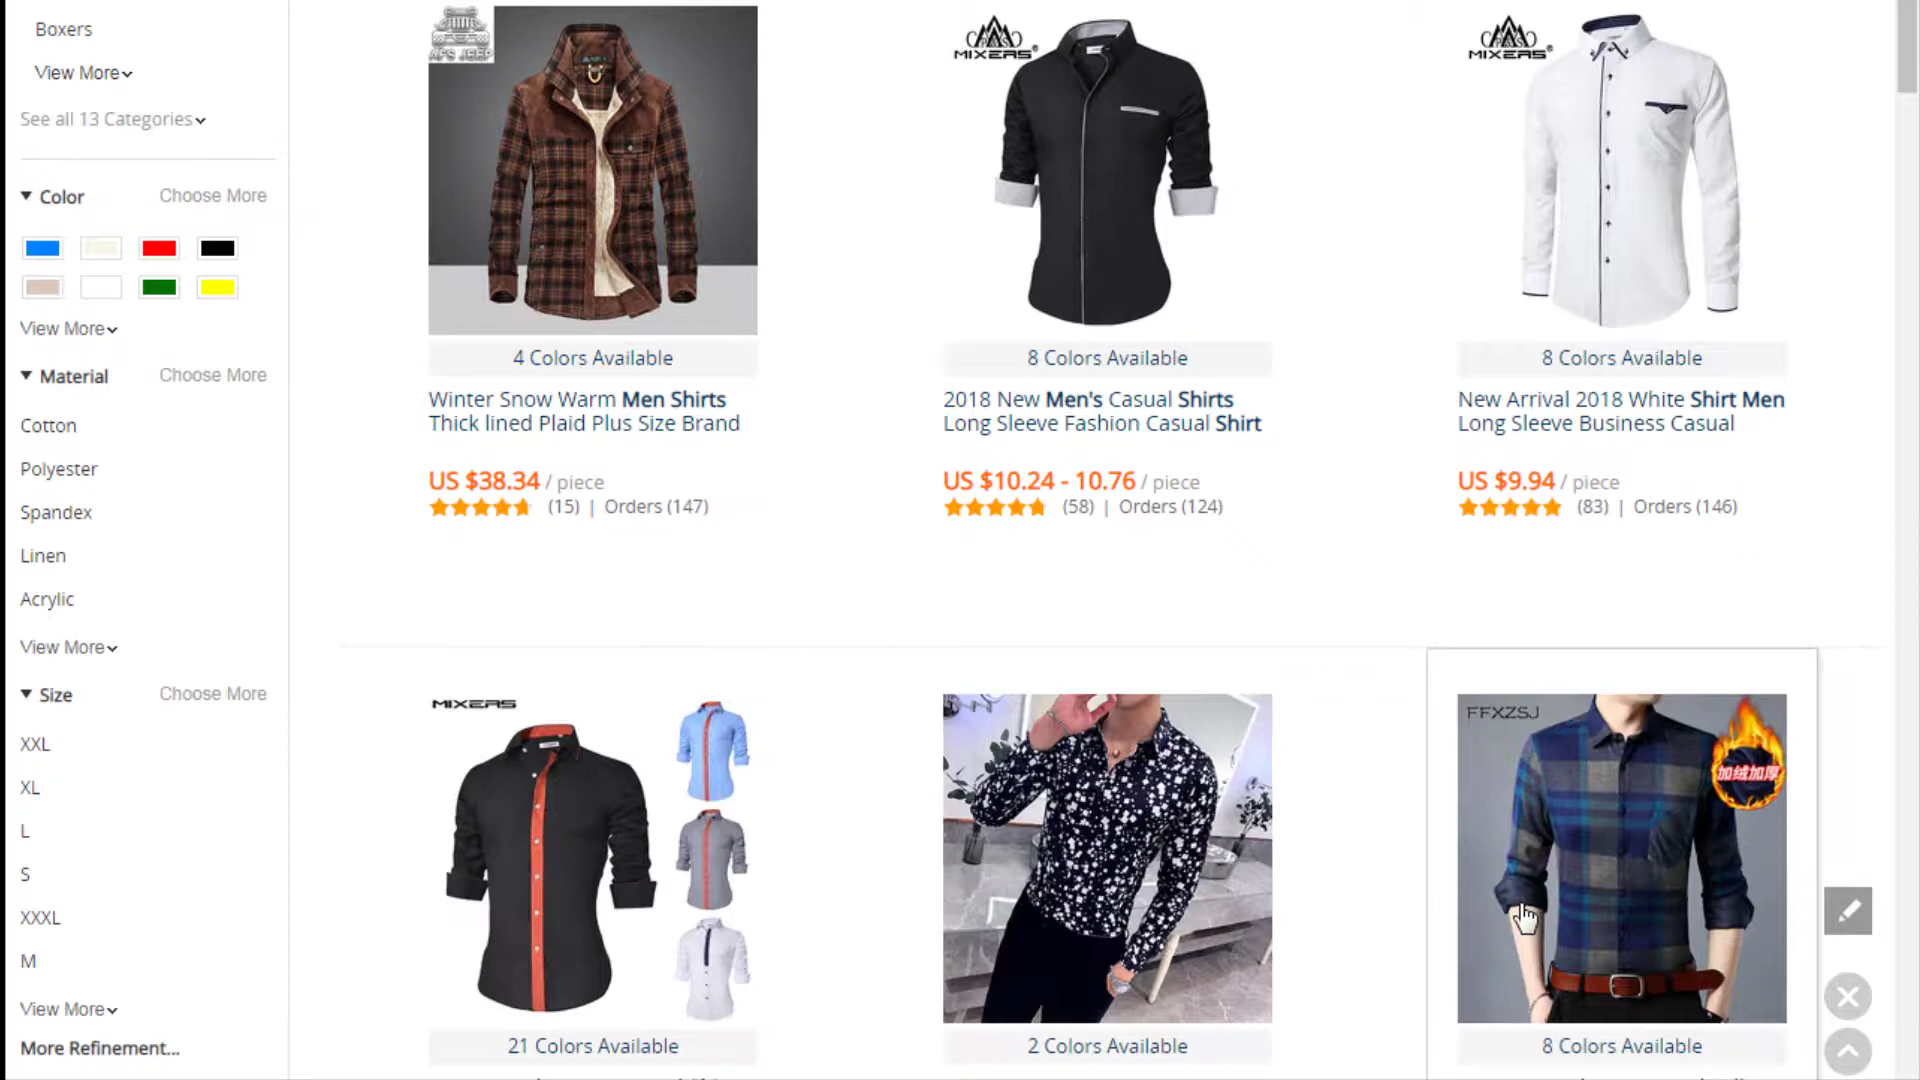 Boxers
View More
See all 13 Categories
Color
Choose More
View More
Material
Choose More
Cotton
Polyester
Spandex
Linen
Acrylic
View More
Size
Choose More
XXL
XL
L
S
XXXL
M
View More
More Refinement...
AFS JEEP
4 Colors Available
Winter Snow Warm Men Shirts
Thick lined Plaid Plus Size Brand
US $38.34 / piece
(15) | Orders (147)
MIXERS
8 Colors Available
2018 New Men's Casual Shirts
Long Sleeve Fashion Casual Shirt
US $10.24 - 10.76 / piece
(58) | Orders (124)
MIXERS
8 Colors Available
New Arrival 2018 White Shirt Men
Long Sleeve Business Casual
US $9.94 / piece
(83) | Orders (146)
MIXERS
21 Colors Available
2 Colors Available
FFXZSJ
加绒加厚
8 Colors Available